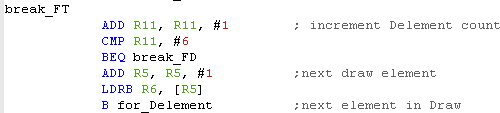 break_FT
ADD R11, R11, #1 ; increment Delement count
CMP R11, #6
BEQ break_FD
ADD R5, R5, #1 ;next draw element
LDRB R6, [R5]
B for_Delement ;next element in Draw